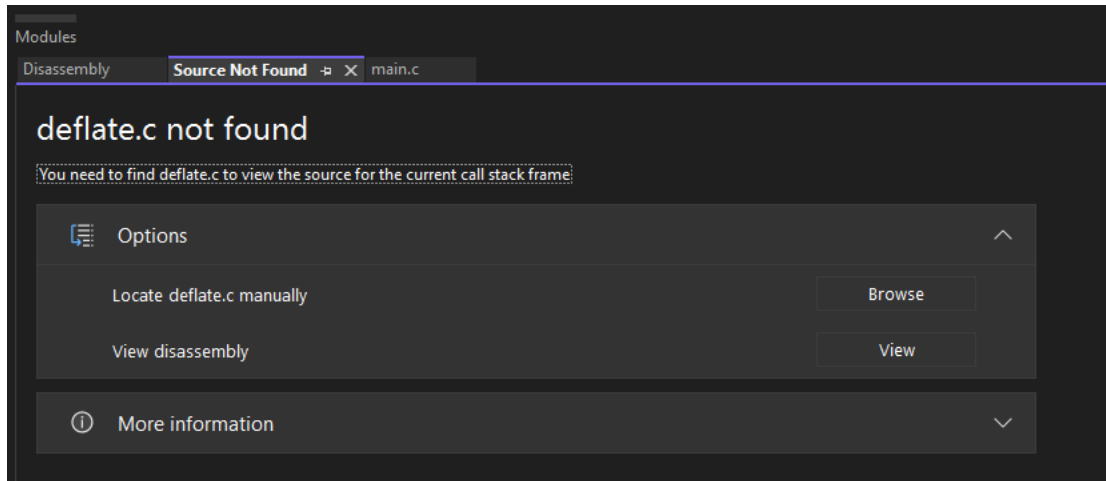 Modules
Disassembly Source Not Found main.c
deflate.c not found
You need to find deflate.c to view the source for the current call stack frame
Options
Locate deflate.c manually Browse
View disassembly View
More information